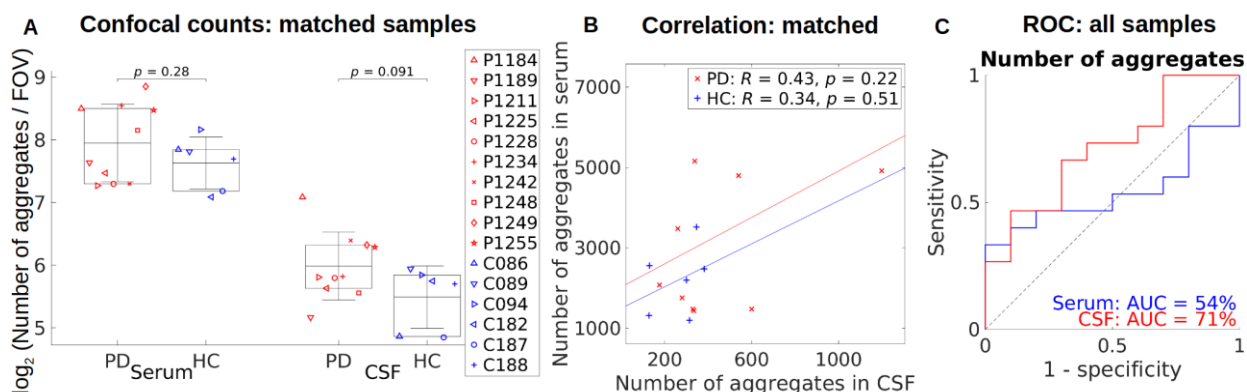 A Confocal counts: matched samples
log₂ (Number of aggregates / FOV)
9
8
7
6
5
p = 0.28
p = 0.091
PD
HC
PD
HC
Serum
CSF
P1184
P1189
P1211
P1225
P1228
P1234
P1242
P1248
P1249
P1255
C086
C089
C094
C182
C187
C188
B Correlation: matched
Number of aggregates in serum
7000
5000
3000
1000
PD: R = 0.43, p = 0.22
HC: R = 0.34, p = 0.51
200
600
1000
Number of aggregates in CSF
C ROC: all samples
Number of aggregates
Sensitivity
1
0.5
0
Serum: AUC = 54%
CSF: AUC = 71%
0
0.5
1
1 - specificity